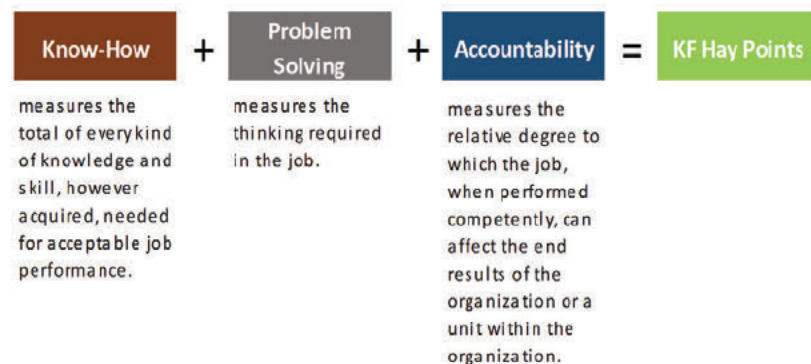 Know-How + Problem Solving + Accountability = KF Hay Points
measures the
total of every kind
of knowledge and
skill, however
acquired, needed
for acceptable job
performance.
measures the
thinking required
in the job.
measures the
relative degree to
which the job,
when performed
competently, can
affect the end
results of the
organization or a
unit within the
organization.